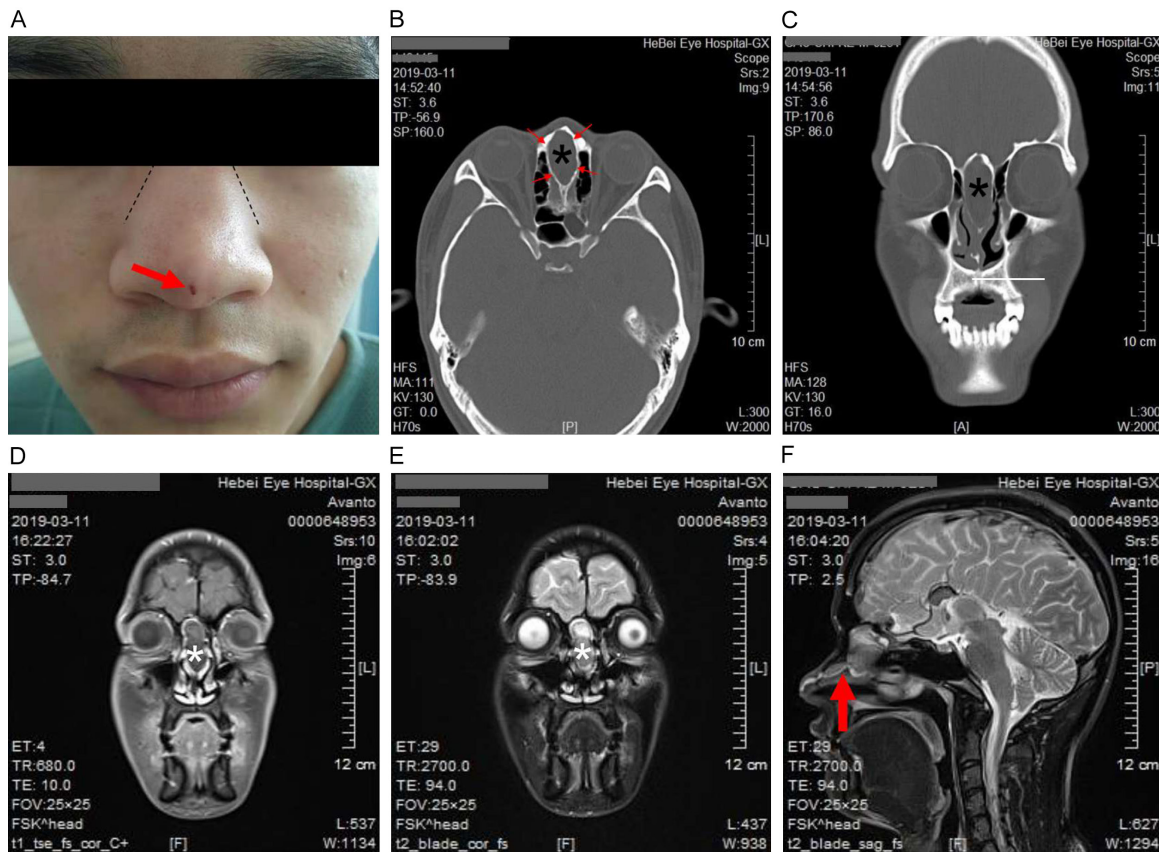 A
B
HeBei Eye Hospital-GX
Scope
2019-03-11
Srs:2
14:52:40
Img:9
ST: 3.6
TP:-56.9
SP:160.0
[L]
10 cm
HFS
MA:111
KV:130
GT: 0.0
L:300
H70s
[P]
W:2000
C
HeBei Eye Hospital-GX
Scope
2019-03-11
Srs:5
14:54:56
Img:11
ST: 3.6
TP:170.6
SP: 86.0
[L]
10 cm
HFS
MA:128
KV:130
GT: 16.0
L:300
H70s
[A]
W:2000
D
Hebei Eye Hospital-GX
Avanto
2019-03-11
0000648953
16:22:27
Srs:10
ST: 3.0
Img:6
TP:-84.7
[L]
ET:4
TR:680.0
12 cm
TE: 10.0
FOV:25×25
FSK^head
L:537
t1_tse_fs_cor_C+
[F]
W:1134
E
Hebei Eye Hospital-GX
Avanto
2019-03-11
0000648953
16:02:02
Srs:4
ST: 3.0
Img:5
TP:-83.9
[L]
ET:29
TR:2700.0
12 cm
TE: 94.0
FOV:25×25
FSK^head
L:437
t2_blade_cor_fs
[F]
W:938
F
Hebei Eye Hospital-GX
Avanto
2019-03-11
0000648953
16:04:20
Srs:5
ST: 3.0
Img:16
TP: 2.5
[P]
ET:29
TR:2700.0
12 cm
TE: 94.0
FOV:25×25
FSK^head
L:627
t2_blade_sag_fs
[F]
W:1294